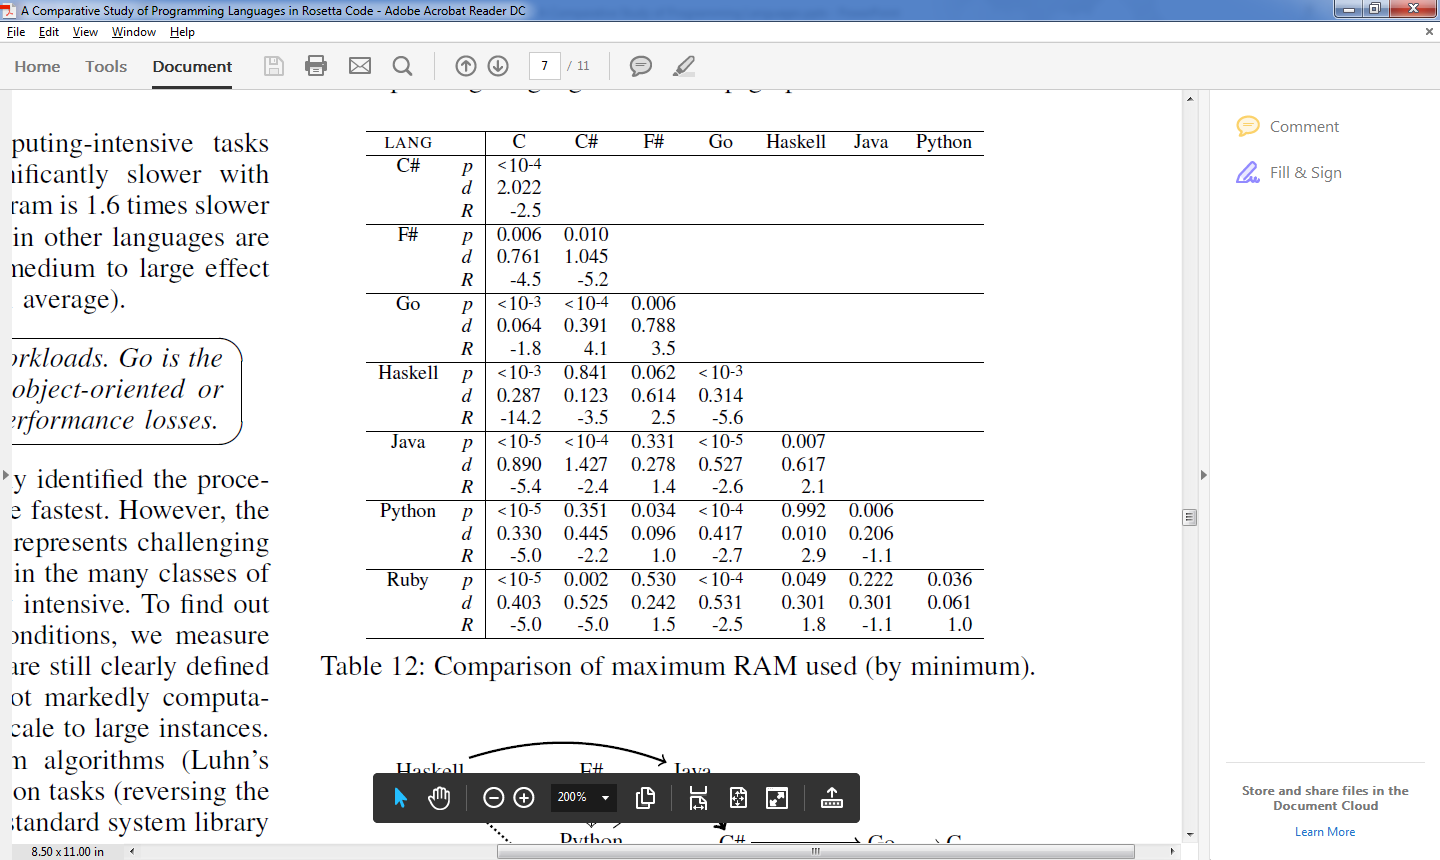 A Comparative Study of Programming Languages in Rosetta Code - Adobe Acrobat Reader DC
File Edit View Window Help
Home Tools Document 7 / 11
puting-intensive tasks
nificantly slower with
ram is 1.6 times slower
in other languages are
medium to large effect
average).
orkloads. Go is the
object-oriented or
erformance losses.
y identified the proce-
e fastest. However, the
represents challenging
in the many classes of
intensive. To find out
onditions, we measure
are still clearly defined
ot markedly computa-
cale to large instances.
m algorithms (Luhn's
on tasks (reversing the
standard system library
LANG C C# F# Go Haskell Java Python
C# p <10-4
d 2.022
R -2.5
F# p 0.006 0.010
d 0.761 1.045
R -4.5 -5.2
Go p <10-3 <10-4 0.006
d 0.064 0.391 0.788
R -1.8 4.1 3.5
Haskell p <10-3 0.841 0.062 <10-3
d 0.287 0.123 0.614 0.314
R -14.2 -3.5 2.5 -5.6
Java p <10-5 <10-4 0.331 <10-5 0.007
d 0.890 1.427 0.278 0.527 0.617
R -5.4 -2.4 1.4 -2.6 2.1
Python p <10-5 0.351 0.034 <10-4 0.992 0.006
d 0.330 0.445 0.096 0.417 0.010 0.206
R -5.0 -2.2 1.0 -2.7 2.9 -1.1
Ruby p <10-5 0.002 0.530 <10-4 0.049 0.222 0.036
d 0.403 0.525 0.242 0.531 0.301 0.301 0.061
R -5.0 -5.0 1.5 -2.5 1.8 -1.1 1.0
Table 12: Comparison of maximum RAM used (by minimum).
Haskell F# Java
200%
Python C# Go C
Comment
Fill & Sign
Store and share files in the
Document Cloud
Learn More
8.50 x 11.00 in